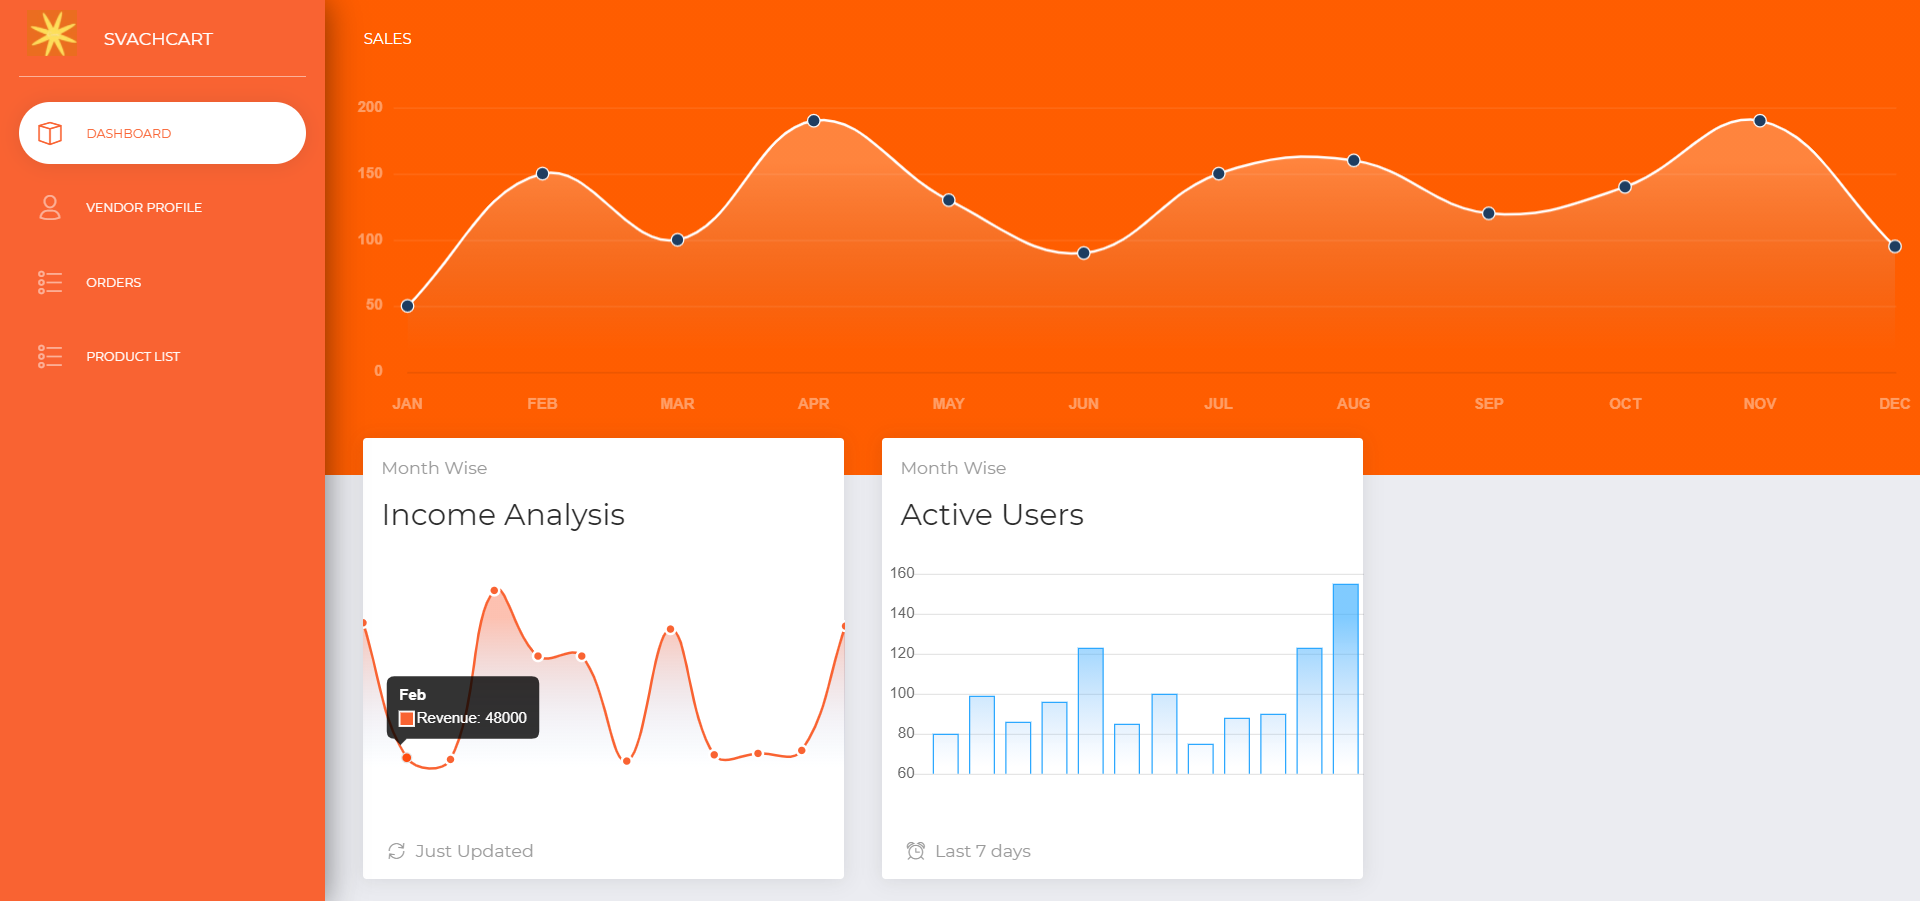 SVACHCART
DASHBOARD
VENDOR PROFILE
ORDERS
PRODUCT LIST
SALES
200
150
100
50
0
JAN FEB MAR APR MAY JUN JUL AUG SEP OCT NOV DEC
Month Wise
Income Analysis
Feb
Revenue: 48000
Just Updated
Month Wise
Active Users
160
140
120
100
80
60
Last 7 days